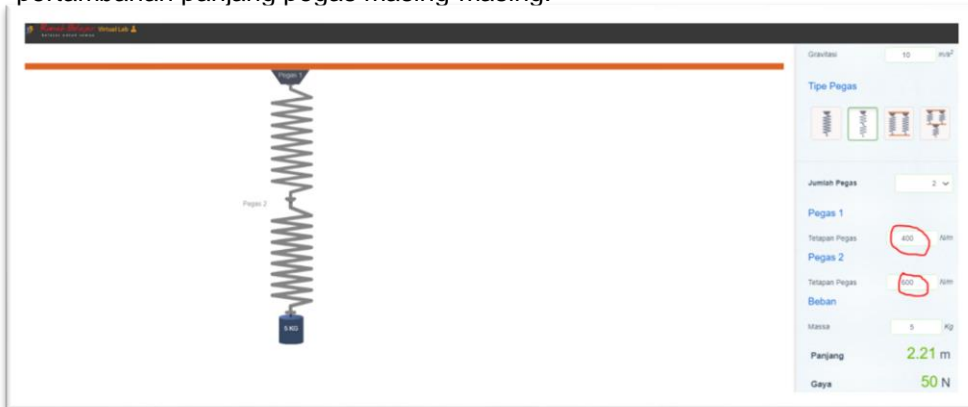 pertambahan panjang pegas masing-masing.
Rumah Belajar Virtual Lab
Gravitasi 10 m/s²
Pegas 1
Tipe Pegas
Jumlah Pegas 2
Pegas 2
Pegas 1
Tetapan Pegas 400 N/m
Pegas 2
Tetapan Pegas 600 N/m
Beban
5 KG
Massa 5 Kg
Panjang 2.21 m
Gaya 50 N